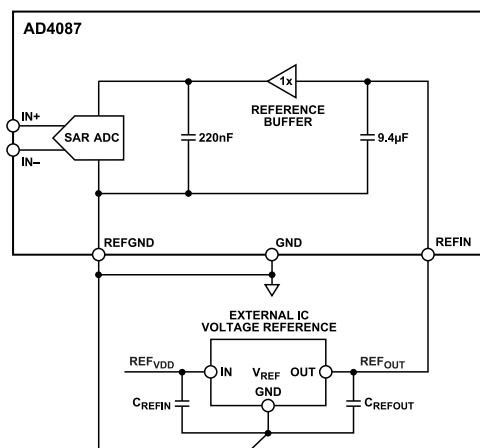 AD4087
IN+
IN–
SAR ADC
1x
REFERENCE
BUFFER
220nF
9.4µF
REFGND
GND
REFIN
EXTERNAL IC
VOLTAGE REFERENCE
REFVDD
IN
VREF
OUT
REFOUT
GND
CREFIN
CREFOUT